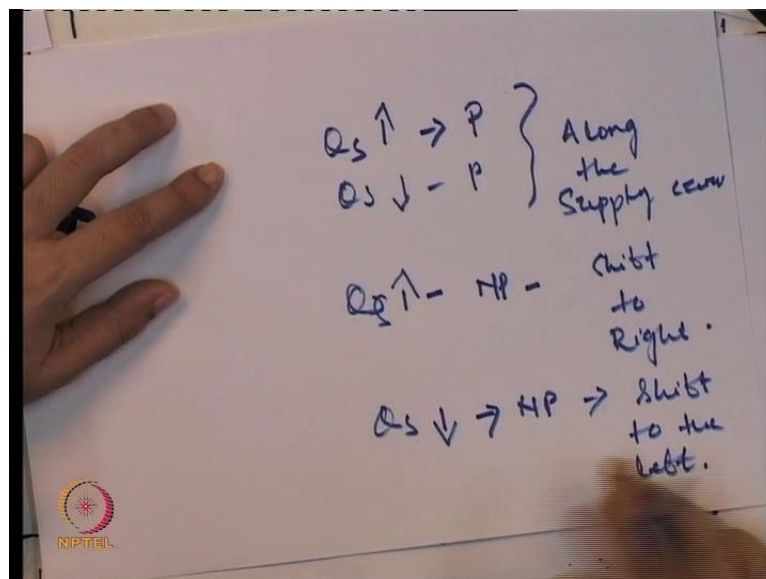 Qs ↑ → P } Along
the
Qs ↓ - P Supply curve
Qs ↑ - NP - Shift
to
Right.
Qs ↓ → NP → Shift
to the
left.
NPTEL